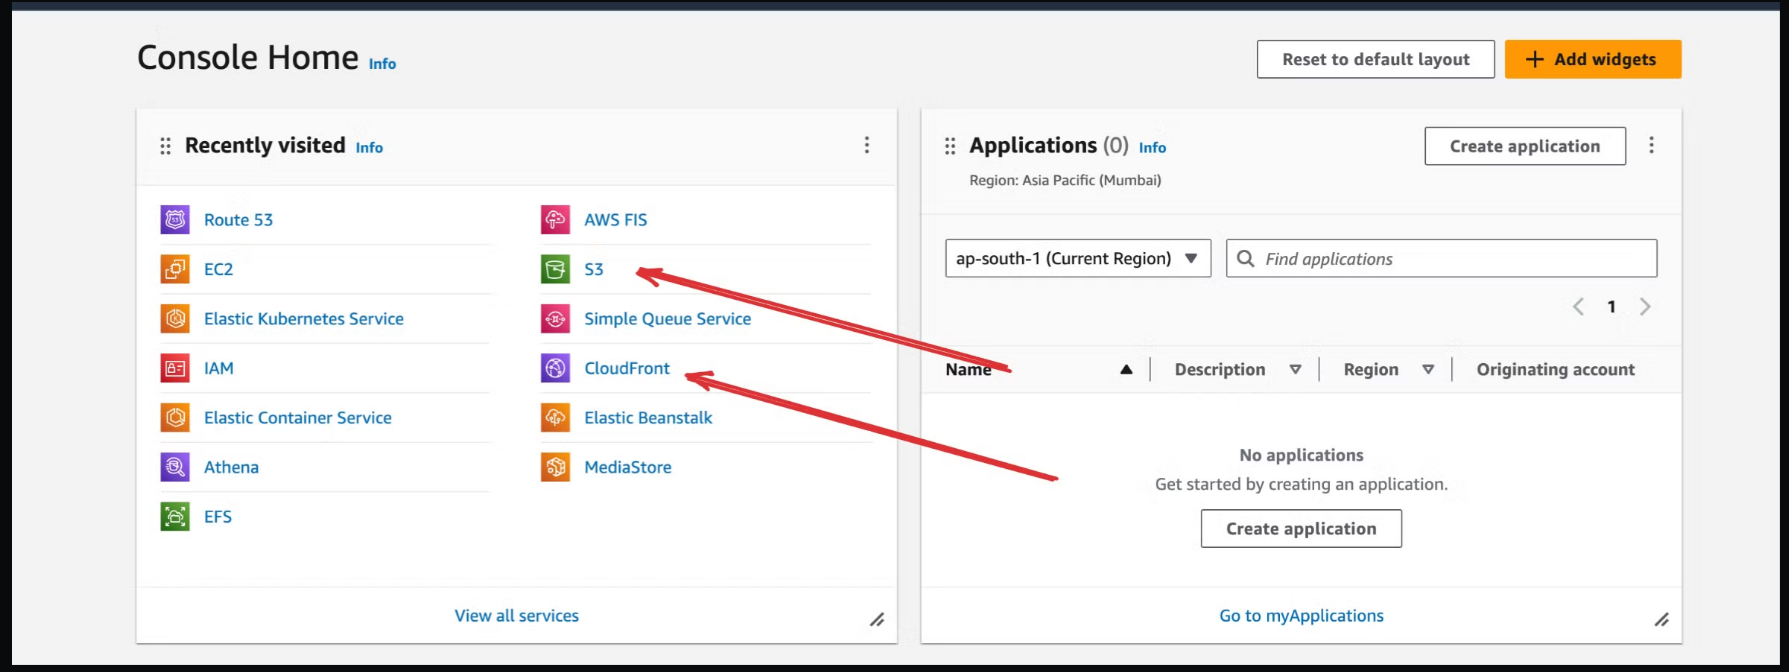 Console Home Info
Reset to default layout
+ Add widgets
Recently visited Info
Route 53
EC2
Elastic Kubernetes Service
IAM
Elastic Container Service
Athena
EFS
AWS FIS
S3
Simple Queue Service
CloudFront
Elastic Beanstalk
MediaStore
View all services
Applications (0) Info
Region: Asia Pacific (Mumbai)
Create application
ap-south-1 (Current Region)
Find applications
1
Name Description Region Originating account
No applications
Get started by creating an application.
Create application
Go to myApplications